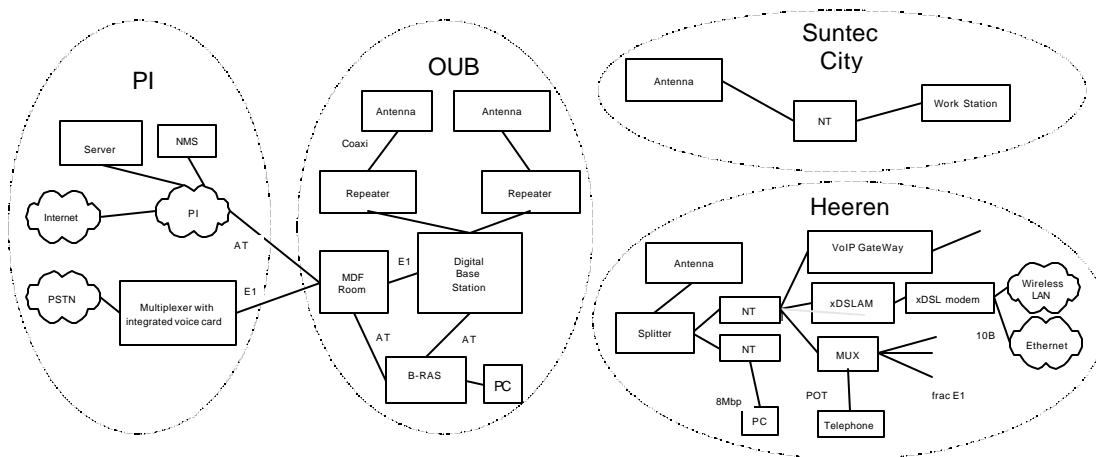 PI
Server
NMS
Internet
PI
AT
PSTN
Multiplexer with
integrated voice card
E1
OUB
Antenna
Antenna
Coaxi
Repeater
Repeater
MDF
Room
E1
Digital
Base
Station
AT
AT
B-RAS
PC
Suntec
City
Antenna
NT
Work Station
Heeren
Antenna
VoIP GateWay
Splitter
NT
xDSLAM
xDSL modem
Wireless
LAN
NT
MUX
10B
Ethernet
8Mbp
PC
POT
Telephone
frac E1